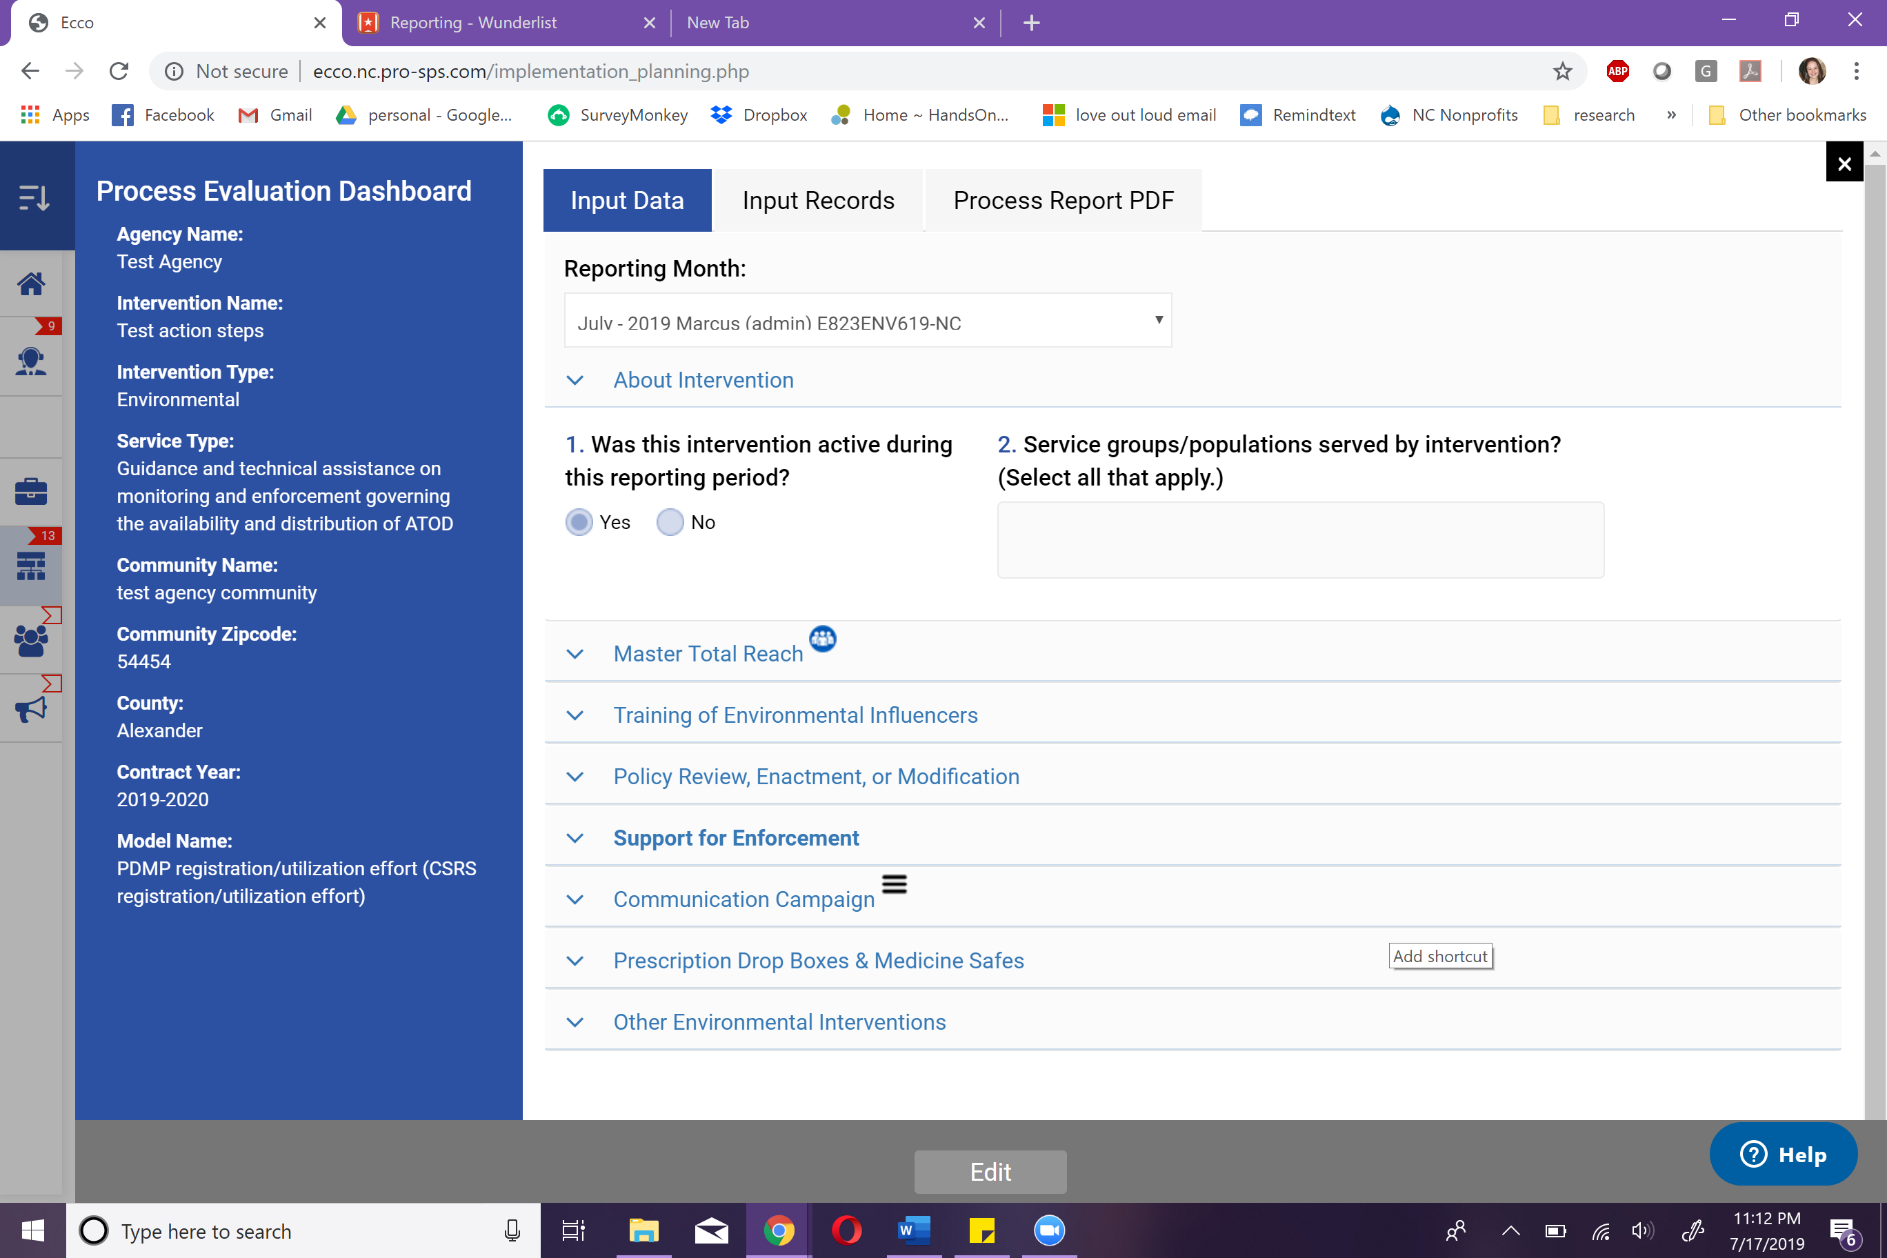 Ecco
Reporting - Wunderlist
New Tab
Not secure
ecco.nc.pro-sps.com/implementation_planning.php
ABP
G
Apps
Facebook
Gmail
personal - Google...
SurveyMonkey
Dropbox
Home ~ HandsOn...
love out loud email
Remindtext
NC Nonprofits
research
»
Other bookmarks
Process Evaluation Dashboard
Agency Name:
Test Agency
Intervention Name:
Test action steps
Intervention Type:
Environmental
Service Type:
Guidance and technical assistance on
monitoring and enforcement governing
the availability and distribution of ATOD
Community Name:
test agency community
Community Zipcode:
54454
County:
Alexander
Contract Year:
2019-2020
Model Name:
PDMP registration/utilization effort (CSRS
registration/utilization effort)
9
13
Input Data
Input Records
Process Report PDF
Reporting Month:
July - 2019 Marcus (admin) E823ENV619-NC
About Intervention
1. Was this intervention active during
this reporting period?
Yes
No
2. Service groups/populations served by intervention?
(Select all that apply.)
Master Total Reach
Training of Environmental Influencers
Policy Review, Enactment, or Modification
Support for Enforcement
Communication Campaign
Prescription Drop Boxes & Medicine Safes
Add shortcut
Other Environmental Interventions
Edit
? Help
Type here to search
W
11:12 PM
7/17/2019
6